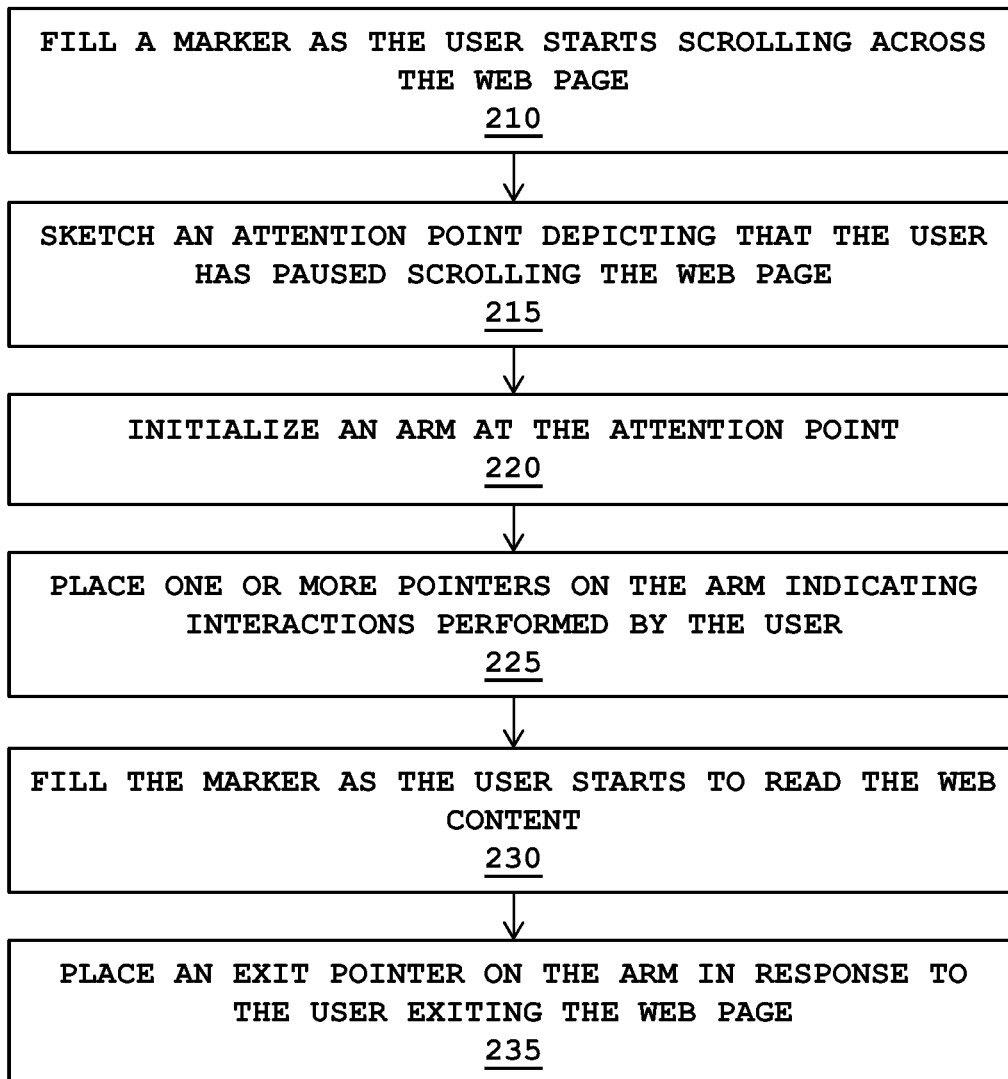 FILL A MARKER AS THE USER STARTS SCROLLING ACROSS
THE WEB PAGE
210
SKETCH AN ATTENTION POINT DEPICTING THAT THE USER
HAS PAUSED SCROLLING THE WEB PAGE
215
INITIALIZE AN ARM AT THE ATTENTION POINT
220
PLACE ONE OR MORE POINTERS ON THE ARM INDICATING
INTERACTIONS PERFORMED BY THE USER
225
FILL THE MARKER AS THE USER STARTS TO READ THE WEB
CONTENT
230
PLACE AN EXIT POINTER ON THE ARM IN RESPONSE TO
THE USER EXITING THE WEB PAGE
235